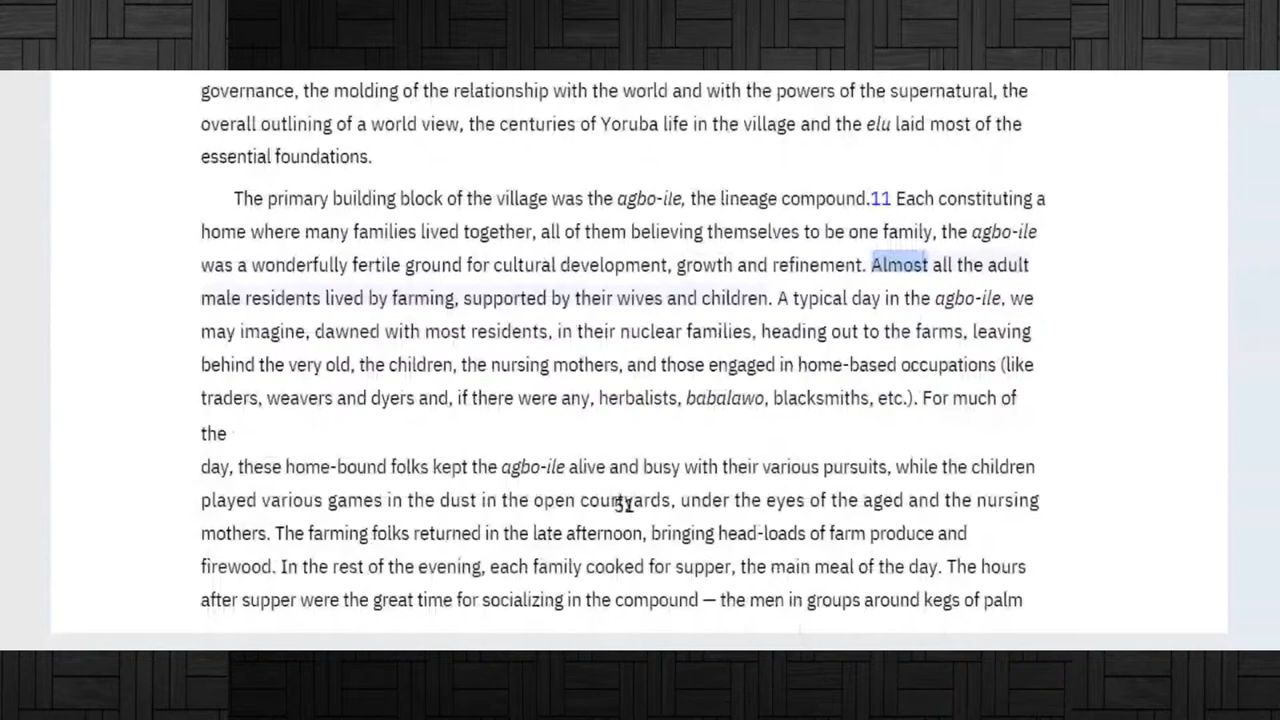 governance, the molding of the relationship with the world and with the powers of the supernatural, the
overall outlining of a world view, the centuries of Yoruba life in the village and the elu laid most of the
essential foundations.
The primary building block of the village was the agbo-ile, the lineage compound.11 Each constituting a
home where many families lived together, all of them believing themselves to be one family, the agbo-ile
was a wonderfully fertile ground for cultural development, growth and refinement. Almost all the adult
male residents lived by farming, supported by their wives and children. A typical day in the agbo-ile, we
may imagine, dawned with most residents, in their nuclear families, heading out to the farms, leaving
behind the very old, the children, the nursing mothers, and those engaged in home-based occupations (like
traders, weavers and dyers and, if there were any, herbalists, babalawo, blacksmiths, etc.). For much of
the
day, these home-bound folks kept the agbo-ile alive and busy with their various pursuits, while the children
played various games in the dust in the open courtyards, under the eyes of the aged and the nursing
mothers. The farming folks returned in the late afternoon, bringing head-loads of farm produce and
firewood. In the rest of the evening, each family cooked for supper, the main meal of the day. The hours
after supper were the great time for socializing in the compound — the men in groups around kegs of palm